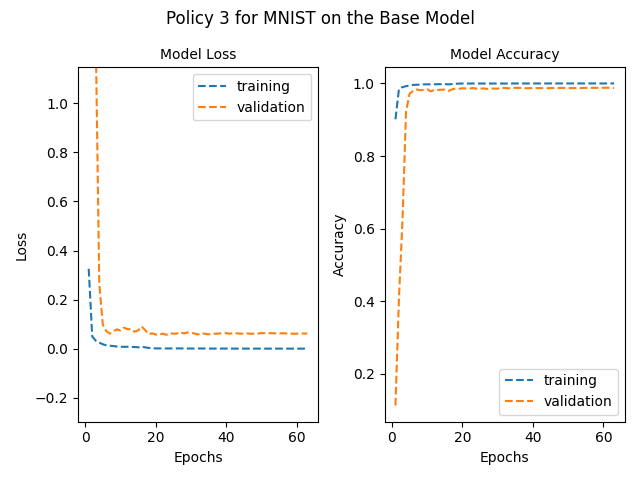 Policy 3 for MNIST on the Base Model
Model Loss
training
validation
Loss
1.0
0.8
0.6
0.4
0.2
0.0
−0.2
0
20
40
60
Epochs
Model Accuracy
Accuracy
1.0
0.8
0.6
0.4
0.2
training
validation
0
20
40
60
Epochs